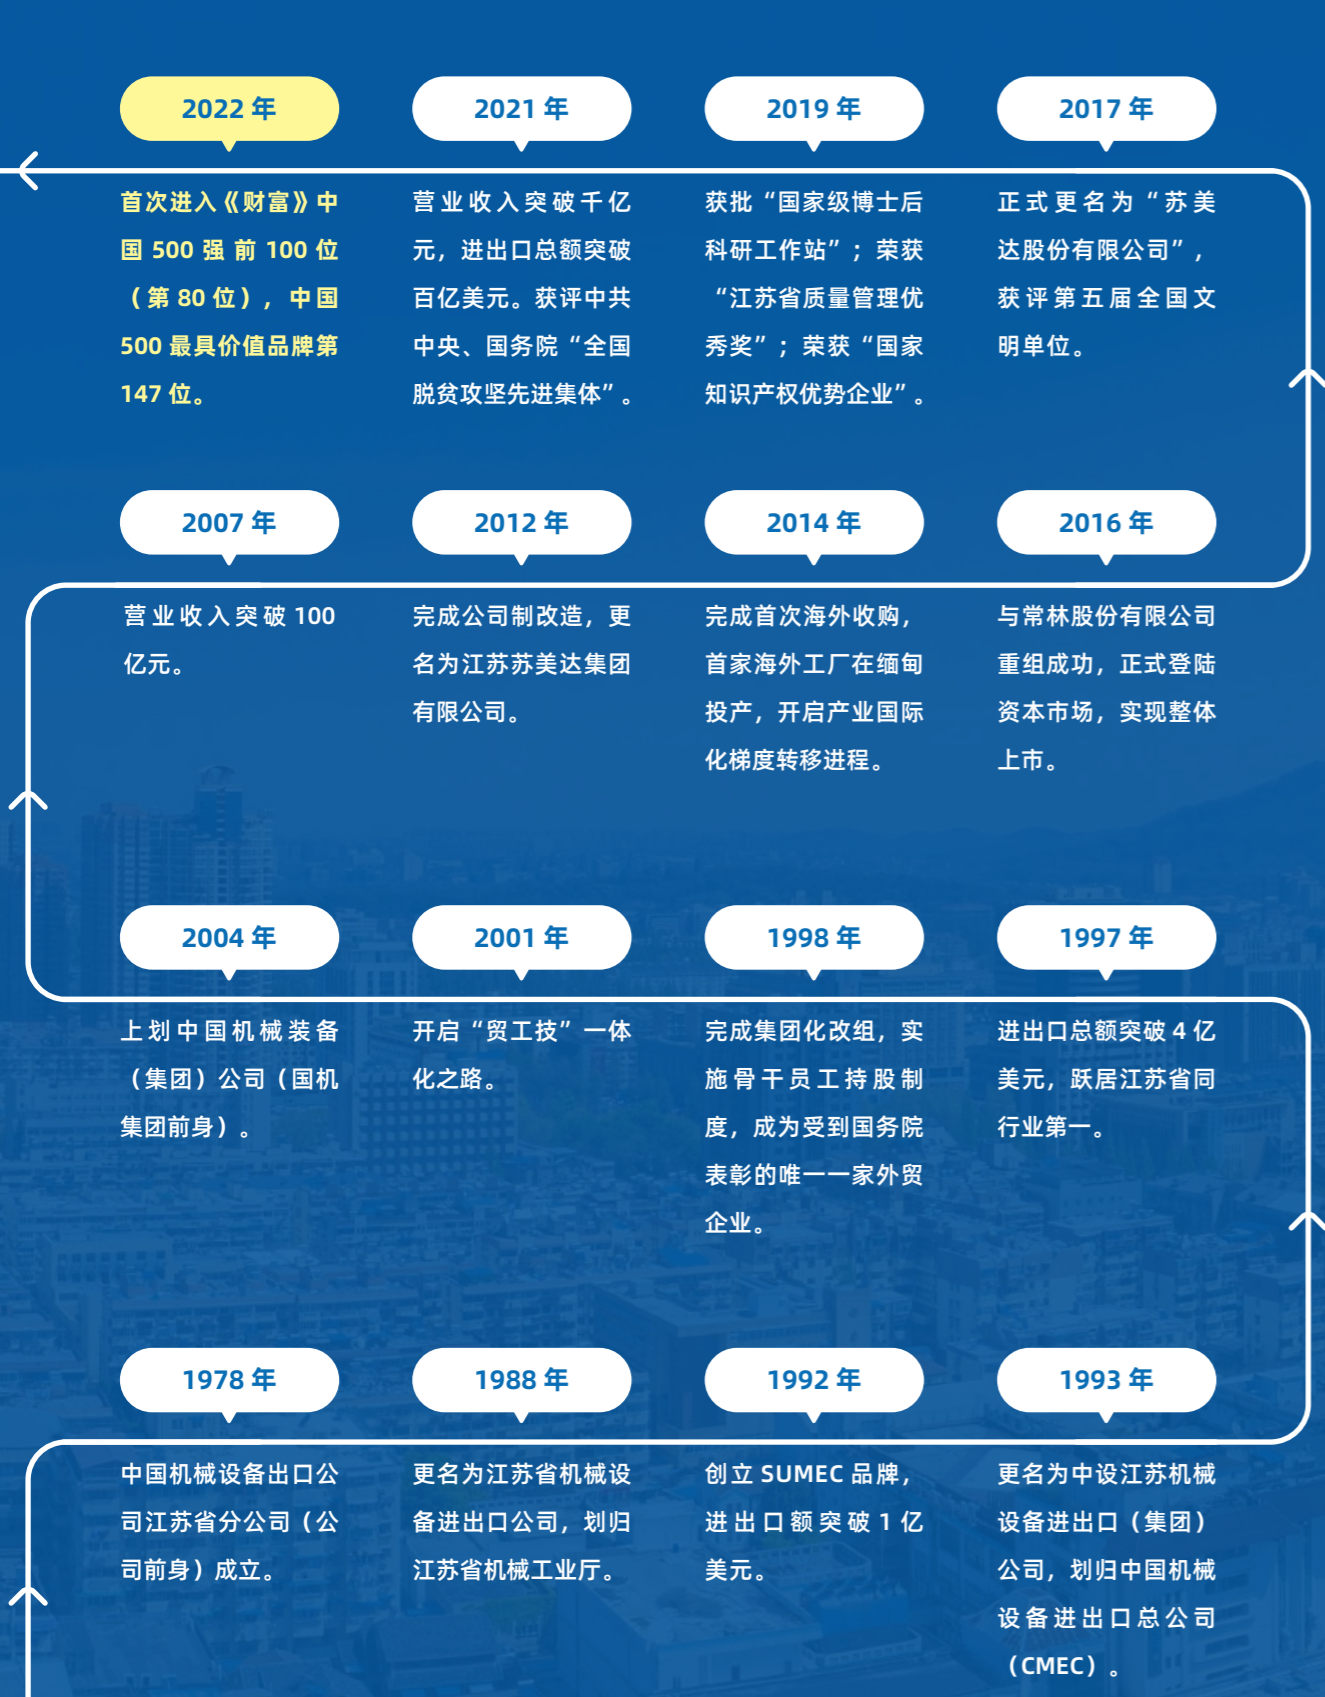 2022 年
首次进入《财富》中
国 500 强 前 100 位
（第 80 位），中国
500 最具价值品牌第
147 位。
2021 年
营业收入突破千亿
元，进出口总额突破
百亿美元。获评中共
中央、国务院“全国
脱贫攻坚先进集体”。
2019 年
获批“国家级博士后
科研工作站”；荣获
“江苏省质量管理优
秀奖”；荣获“国家
知识产权优势企业”。
2017 年
正式更名为“苏美
达股份有限公司”，
获评第五届全国文
明单位。
2007 年
营业收入突破 100
亿元。
2012 年
完成公司制改造，更
名为江苏苏美达集团
有限公司。
2014 年
完成首次海外收购，
首家海外工厂在缅甸
投产，开启产业国际
化梯度转移进程。
2016 年
与常林股份有限公司
重组成功，正式登陆
资本市场，实现整体
上市。
2004 年
上划中国机械装备
（集团）公司（国机
集团前身）。
2001 年
开启“贸工技”一体
化之路。
1998 年
完成集团化改组，实
施骨干员工持股制
度，成为受到国务院
表彰的唯一一家外贸
企业。
1997 年
进出口总额突破 4 亿
美元，跃居江苏省同
行业第一。
1978 年
中国机械设备出口公
司江苏省分公司（公
司前身）成立。
1988 年
更名为江苏省机械设
备进出口公司，划归
江苏省机械工业厅。
1992 年
创立 SUMEC 品牌，
进出口额突破 1 亿
美元。
1993 年
更名为中设江苏机械
设备进出口（集团）
公司，划归中国机械
设备进出口总公司
（CMEC）。